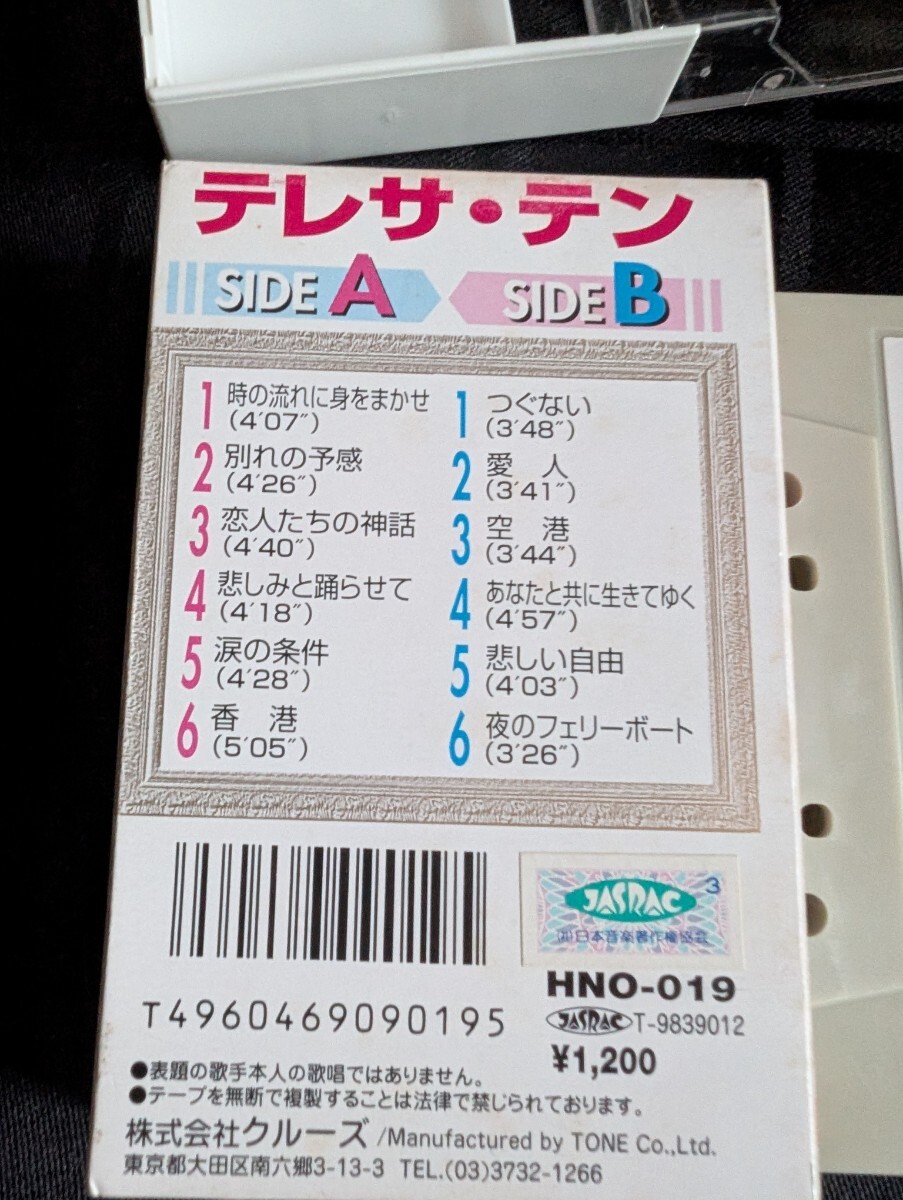 テレサ・テン
SIDE A
1 時の流れに身をまかせ
(4′07″)
2 別れの予感
(4′26″)
3 恋人たちの神話
(4′40″)
4 悲しみと踊らせて
(4′18″)
5 涙の条件
(4′28″)
6 香 港
(5′05″)
SIDE B
1 つぐない
(3′48″)
2 愛 人
(3′41″)
3 空 港
(3′44″)
4 あなたと共に生きてゆく
(4′57″)
5 悲しい自由
(4′03″)
6 夜のフェリーボート
(3′26″)
T4960469090195
JASRAC 3
(社)日本音楽著作権協会
HNO-019
JASRAC T-9839012
¥1,200
●表題の歌手本人の歌唱ではありません。
●テープを無断で複製することは法律で禁じられております。
株式会社クルーズ/Manufactured by TONE Co.,Ltd.
東京都大田区南六郷3-13-3 TEL.(03)3732-1266